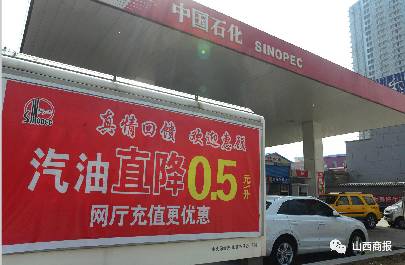 中国石化 SINOPEC
Sinopec
真情回馈 欢迎惠顾
汽油直降0.5元/升
网厅充值更优惠
山西商报